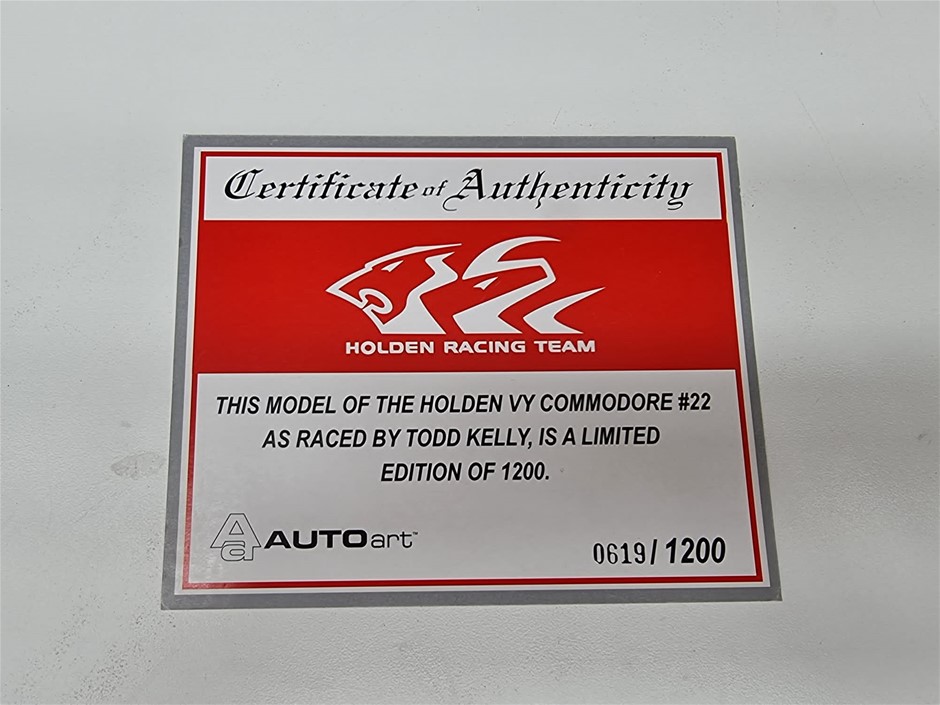 Certificate of Authenticity
HOLDEN RACING TEAM
THIS MODEL OF THE HOLDEN VY COMMODORE #22
AS RACED BY TODD KELLY, IS A LIMITED
EDITION OF 1200.
Aa AUTOart™
0619 / 1200